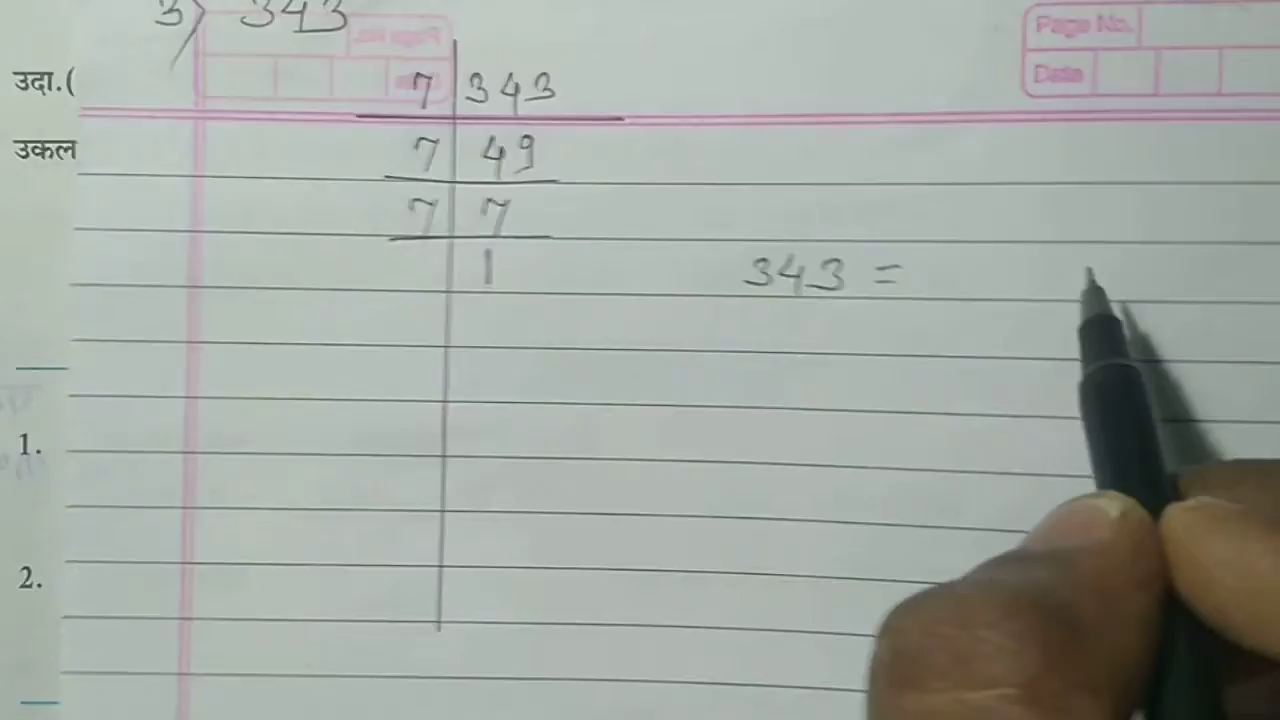 3) 343
Page No.
Date
उदा.(
7 | 343
उकल
7 | 49
7 | 7
1
343 =
1.
2.